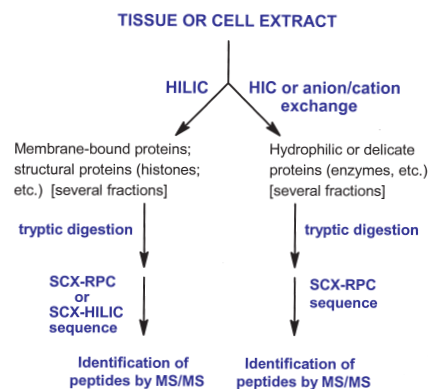 TISSUE OR CELL EXTRACT
HILIC
HIC or anion/cation
exchange
Membrane-bound proteins;
structural proteins (histones;
etc.) [several fractions]
Hydrophilic or delicate
proteins (enzymes, etc.)
[several fractions]
tryptic digestion
tryptic digestion
SCX-RPC
or
SCX-HILIC
sequence
SCX-RPC
sequence
Identification of
peptides by MS/MS
Identification of
peptides by MS/MS